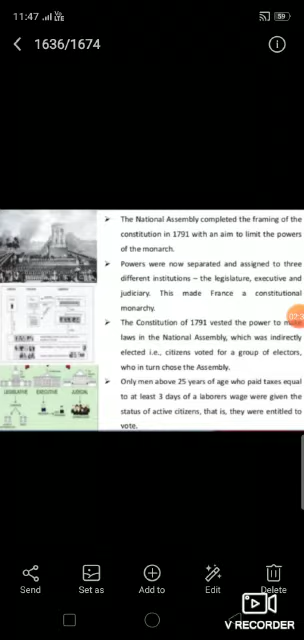 11:47
Vo
LTE
59
1636/1674
The National Assembly completed the framing of the
constitution in 1791 with an aim to limit the powers
of the monarch.
Powers were now separated and assigned to three
different institutions – the legislature, executive and
judiciary. This made France a constitutional
monarchy.
The Constitution of 1791 vested the power to make
laws in the National Assembly, which was indirectly
elected i.e., citizens voted for a group of electors,
who in turn chose the Assembly.
Only men above 25 years of age who paid taxes equal
to at least 3 days of a laborers wage were given the
status of active citizens, that is, they were entitled to
vote.
LEGISLATIVE EXECUTIVE JUDICIAL
Send Set as Add to Edit Delete
V RECORDER